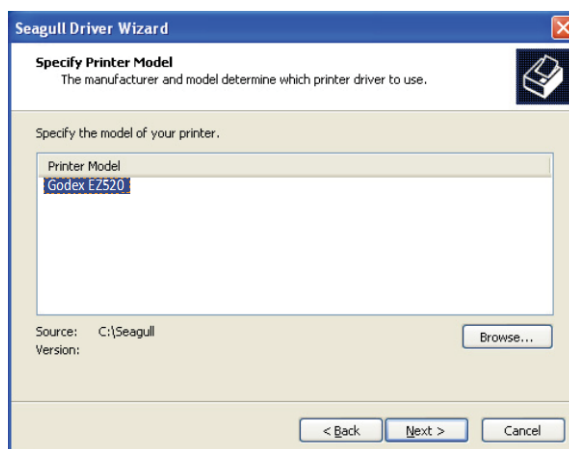 Seagull Driver Wizard
Specify Printer Model
The manufacturer and model determine which printer driver to use.
Specify the model of your printer.
Printer Model
Godex EZ520
Source: C:\Seagull
Browse...
Version:
< Back Next > Cancel